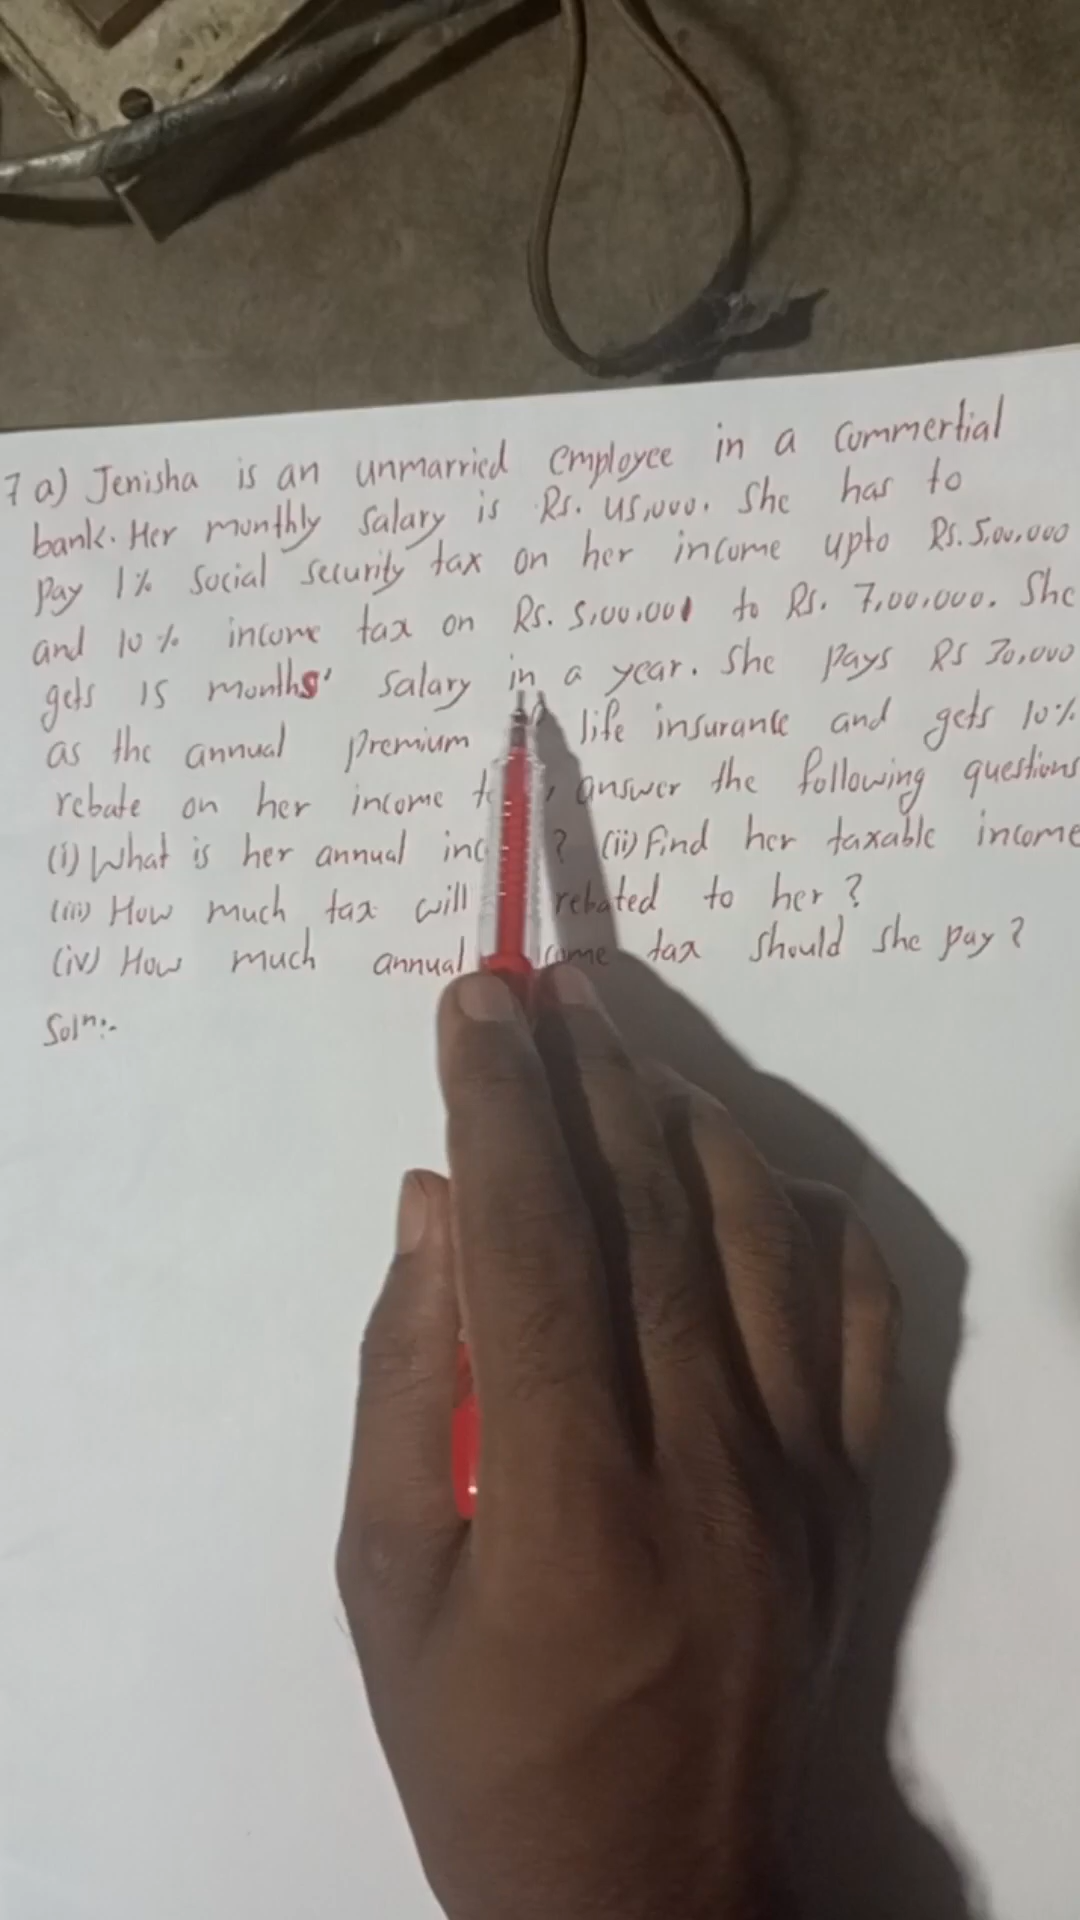 7 a) Jenisha is an unmarried employee in a Commertial
bank. Her monthly salary is Rs. 45,000. She has to
pay 1% social security tax on her income upto Rs. 5,00,000
and 10% income tax on Rs. 5,00,001 to Rs. 7,00,000. She
gets 15 months' salary in a year. She pays RS 30,000
as the annual premium life insurance and gets 10%
rebate on her income answer the following questions
(i) What is her annual ? (ii) Find her taxable income
(iii) How much tax will rebated to her ?
(iv) How much annual tax should she pay ?
Solⁿ:-